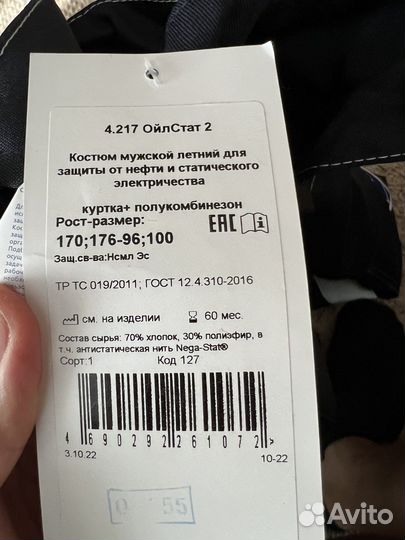 4.217 ОйлСтат 2
Костюм мужской летний для
защиты от нефти и статического
электричества
куртка+ полукомбинезон
Рост-размер:
170;176-96;100
EAC
Защ.св-ва:Нсмл Эс
ТР ТС 019/2011; ГОСТ 12.4.310-2016
см. на изделии
60 мес.
Состав сырья: 70% хлопок, 30% полиэфир, в
т.ч. антистатическая нить Nega-Stat®
Сорт:1
Код 127
4 690292 261072 >
3.10.22
10-22
55
Avito